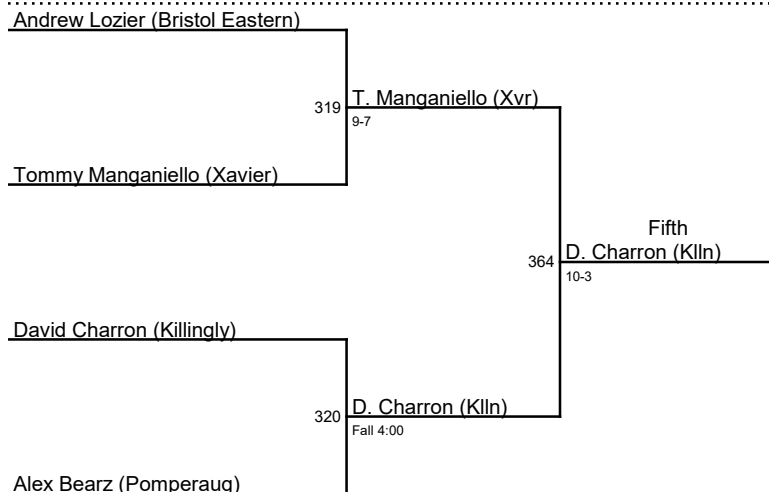 Andrew Lozier (Bristol Eastern)
319
T. Manganiello (Xvr)
9-7
Tommy Manganiello (Xavier)
Fifth
364
D. Charron (Klln)
10-3
David Charron (Killingly)
320
D. Charron (Klln)
Fall 4:00
Alex Bearz (Pomperaug)